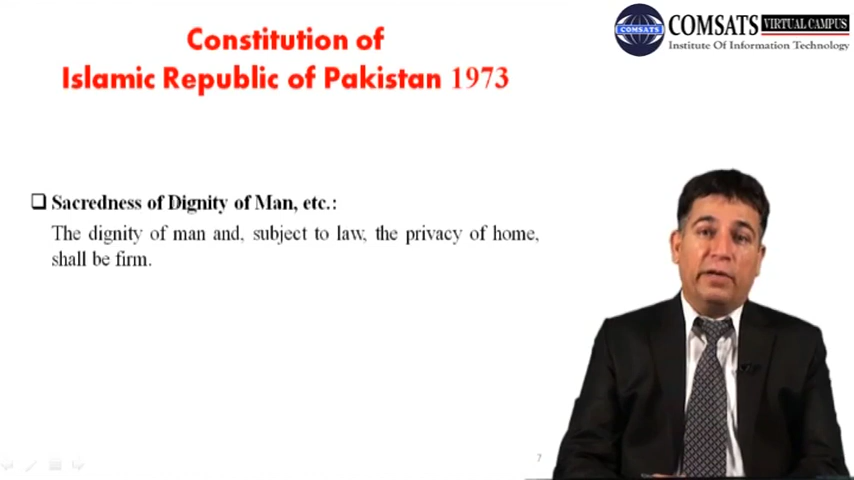 Constitution of
Islamic Republic of Pakistan 1973
COMSATS
COMSATS VIRTUAL CAMPUS
Institute Of Information Technology
❑ Sacredness of Dignity of Man, etc.:
The dignity of man and, subject to law, the privacy of home,
shall be firm.
7